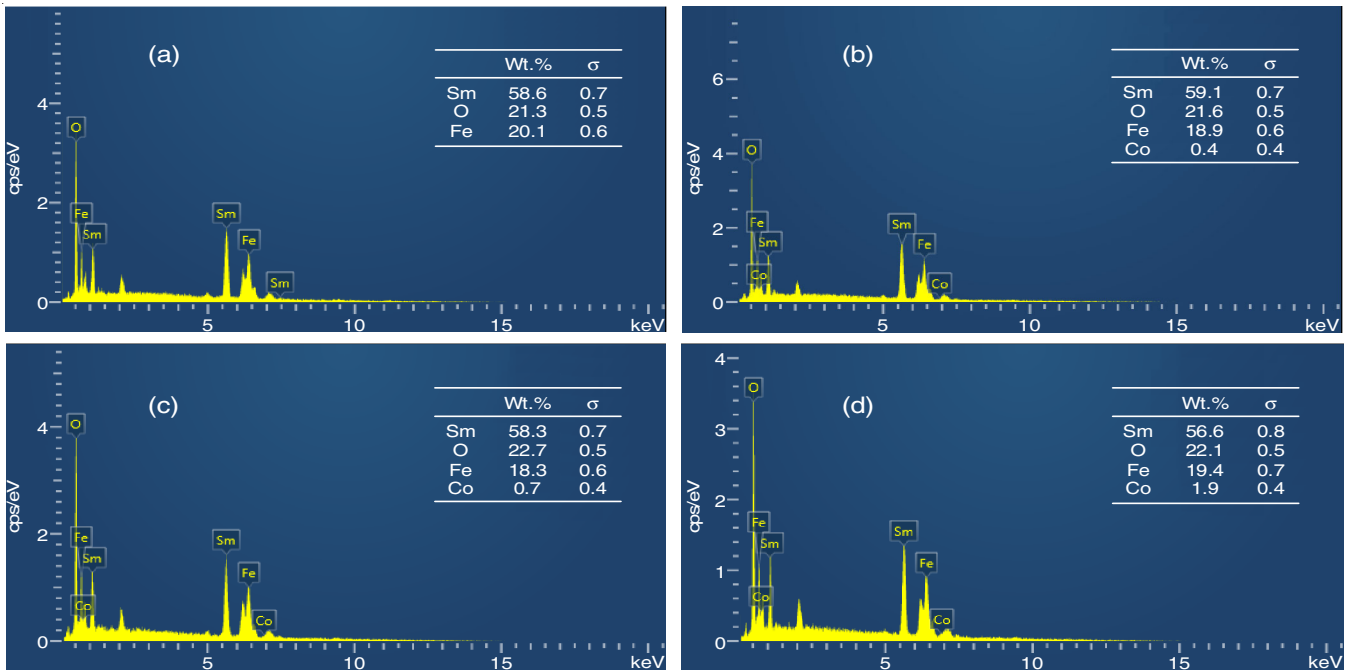 (a)
Wt.% σ
Sm 58.6 0.7
O 21.3 0.5
Fe 20.1 0.6
cps/eV
4
2
0
O
Fe
Sm
Sm
Fe
Sm
5 10 15 keV
(b)
Wt.% σ
Sm 59.1 0.7
O 21.6 0.5
Fe 18.9 0.6
Co 0.4 0.4
cps/eV
6
4
2
0
O
Fe
Sm
Co
Sm
Fe
Co
5 10 15 keV
(c)
Wt.% σ
Sm 58.3 0.7
O 22.7 0.5
Fe 18.3 0.6
Co 0.7 0.4
cps/eV
4
2
0
O
Fe
Sm
Co
Sm
Fe
Co
5 10 15 keV
(d)
Wt.% σ
Sm 56.6 0.8
O 22.1 0.5
Fe 19.4 0.7
Co 1.9 0.4
cps/eV
4
3
2
1
0
O
Fe
Sm
Co
Sm
Fe
Co
5 10 15 keV